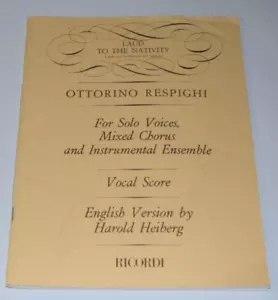 LAUD
TO THE NATIVITY
OTTORINO RESPIGHI
For Solo Voices,
Mixed Chorus
and Instrumental Ensemble
Vocal Score
English Version by
Harold Heiberg
RICORDI